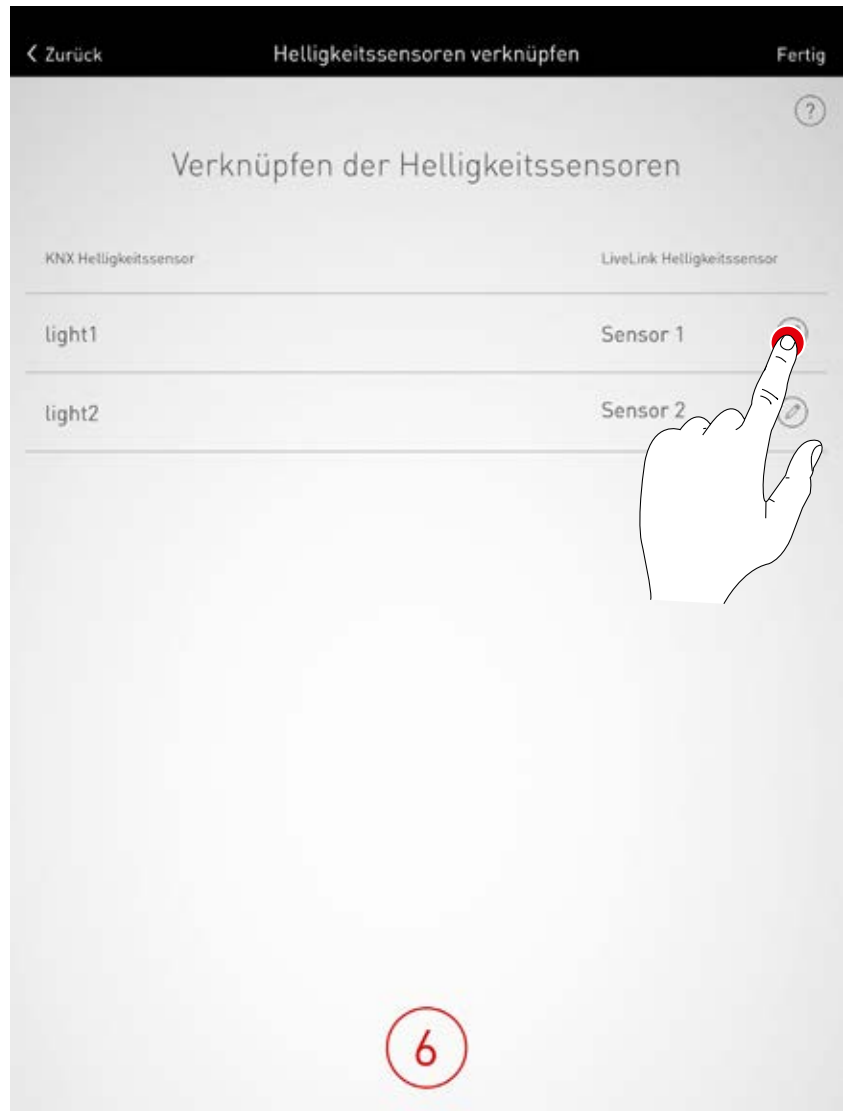 Zurück
Helligkeitssensoren verknüpfen
Fertig
?
Verknüpfen der Helligkeitssensoren
KNX Helligkeitssensor
LiveLink Helligkeitssensor
light1
Sensor 1
light2
Sensor 2
6